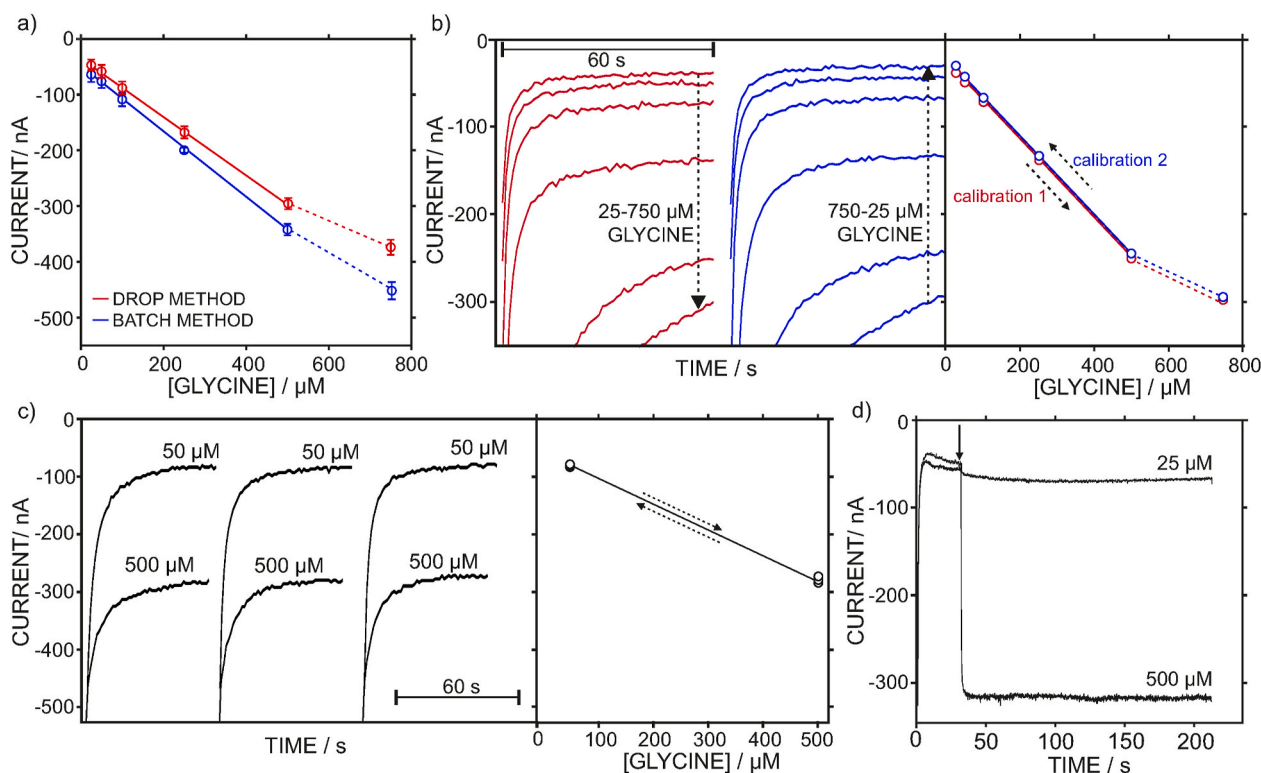 a)
0
-100
-200
-300
-400
-500
CURRENT/ nA
DROP METHOD
BATCH METHOD
0 200 400 600 800
[GLYCINE] / µM
b)
0
-100
-200
-300
CURRENT/ nA
60 s
25-750 µM
GLYCINE
750-25 µM
GLYCINE
TIME / s
calibration 2
calibration 1
0 200 400 600 800
[GLYCINE] / µM
c)
0
-100
-200
-300
-400
-500
CURRENT/ nA
50 µM 50 µM 50 µM
500 µM 500 µM 500 µM
60 s
TIME / s
0 100 200 300 400 500
[GLYCINE] / µM
d)
0
-100
-200
-300
CURRENT/ nA
25 µM
500 µM
0 50 100 150 200
TIME / s